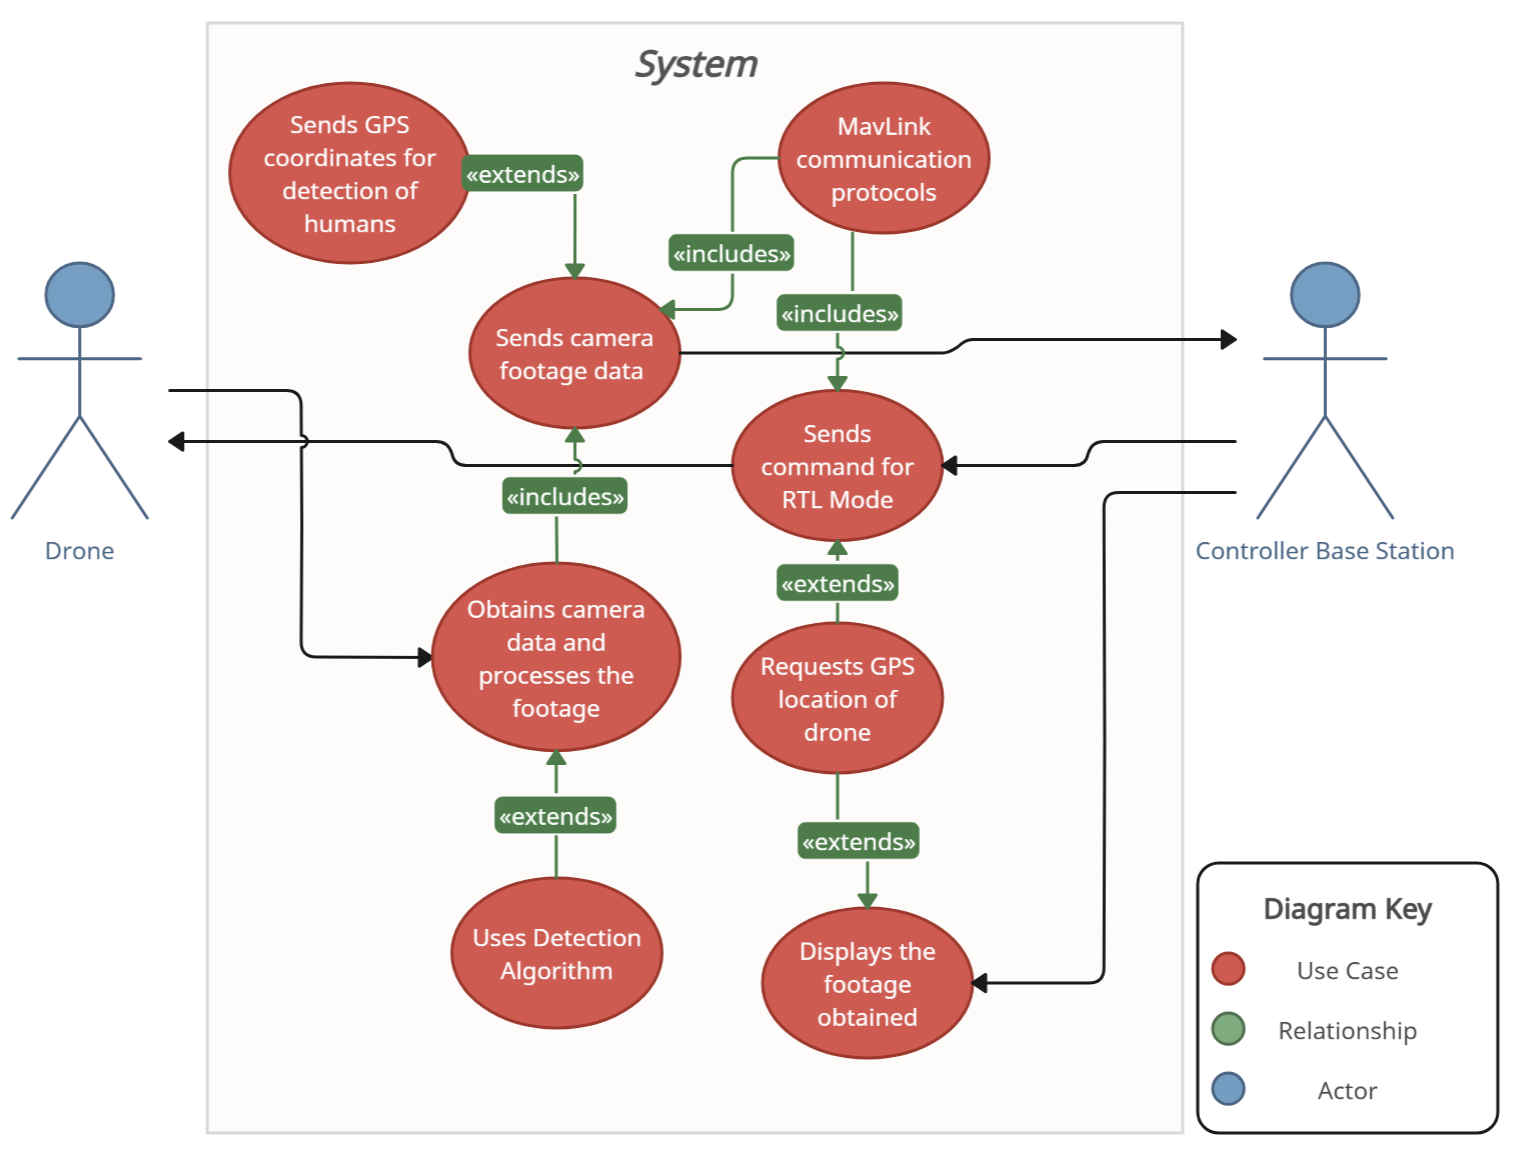 System
Sends GPS
coordinates for
detection of
humans
«extends»
MavLink
communication
protocols
«includes»
«includes»
Sends camera
footage data
Sends
command for
RTL Mode
«includes»
Drone
Controller Base Station
«extends»
Obtains camera
data and
processes the
footage
Requests GPS
location of
drone
«extends»
«extends»
Uses Detection
Algorithm
Displays the
footage
obtained
Diagram Key
Use Case
Relationship
Actor